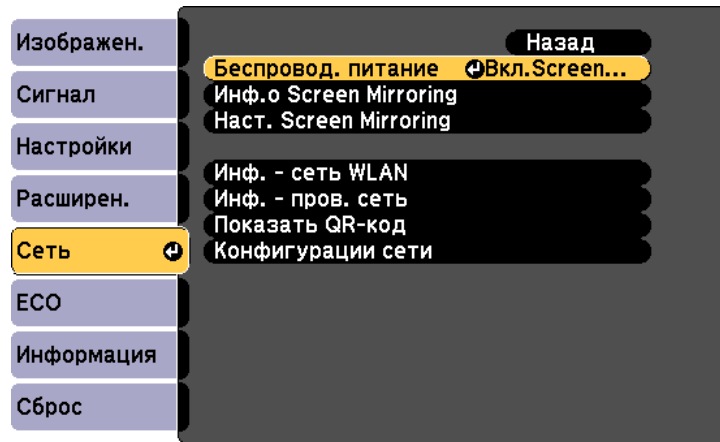 Изображен.
Сигнал
Настройки
Расширен.
Сеть
ECO
Информация
Сброс
Назад
Беспровод. питание Вкл.Screen...
Инф.о Screen Mirroring
Наст. Screen Mirroring
Инф. - сеть WLAN
Инф. - пров. сеть
Показать QR-код
Конфигурации сети